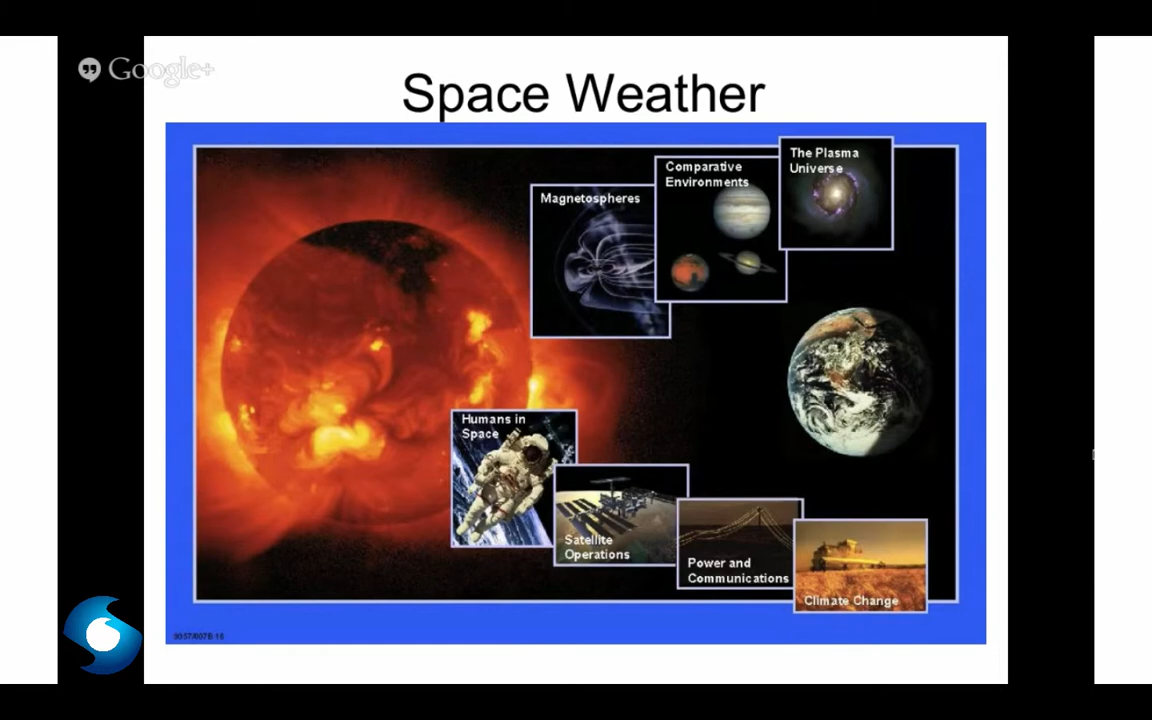 Google+
Space Weather
The Plasma
Universe
Comparative
Environments
Magnetospheres
Humans in
Space
Satellite
Operations
Power and
Communications
Climate Change